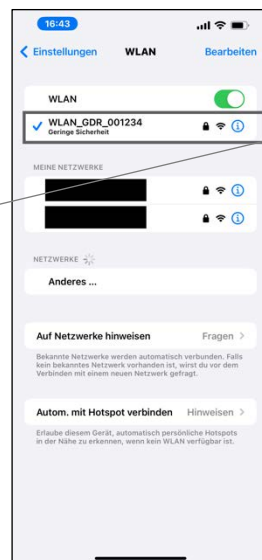 16:43
Einstellungen WLAN Bearbeiten
WLAN
WLAN_GDR_001234
Geringe Sicherheit
MEINE NETZWERKE
NETZWERKE
Anderes ...
Auf Netzwerke hinweisen Fragen
Bekannte Netzwerke werden automatisch verbunden. Falls
kein bekanntes Netzwerk vorhanden ist, wirst du vor dem
Verbinden mit einem neuen Netzwerk gefragt.
Autom. mit Hotspot verbinden Hinweisen
Erlaube diesem Gerät, automatisch persönliche Hotspots
in der Nähe zu erkennen, wenn kein WLAN verfügbar ist.